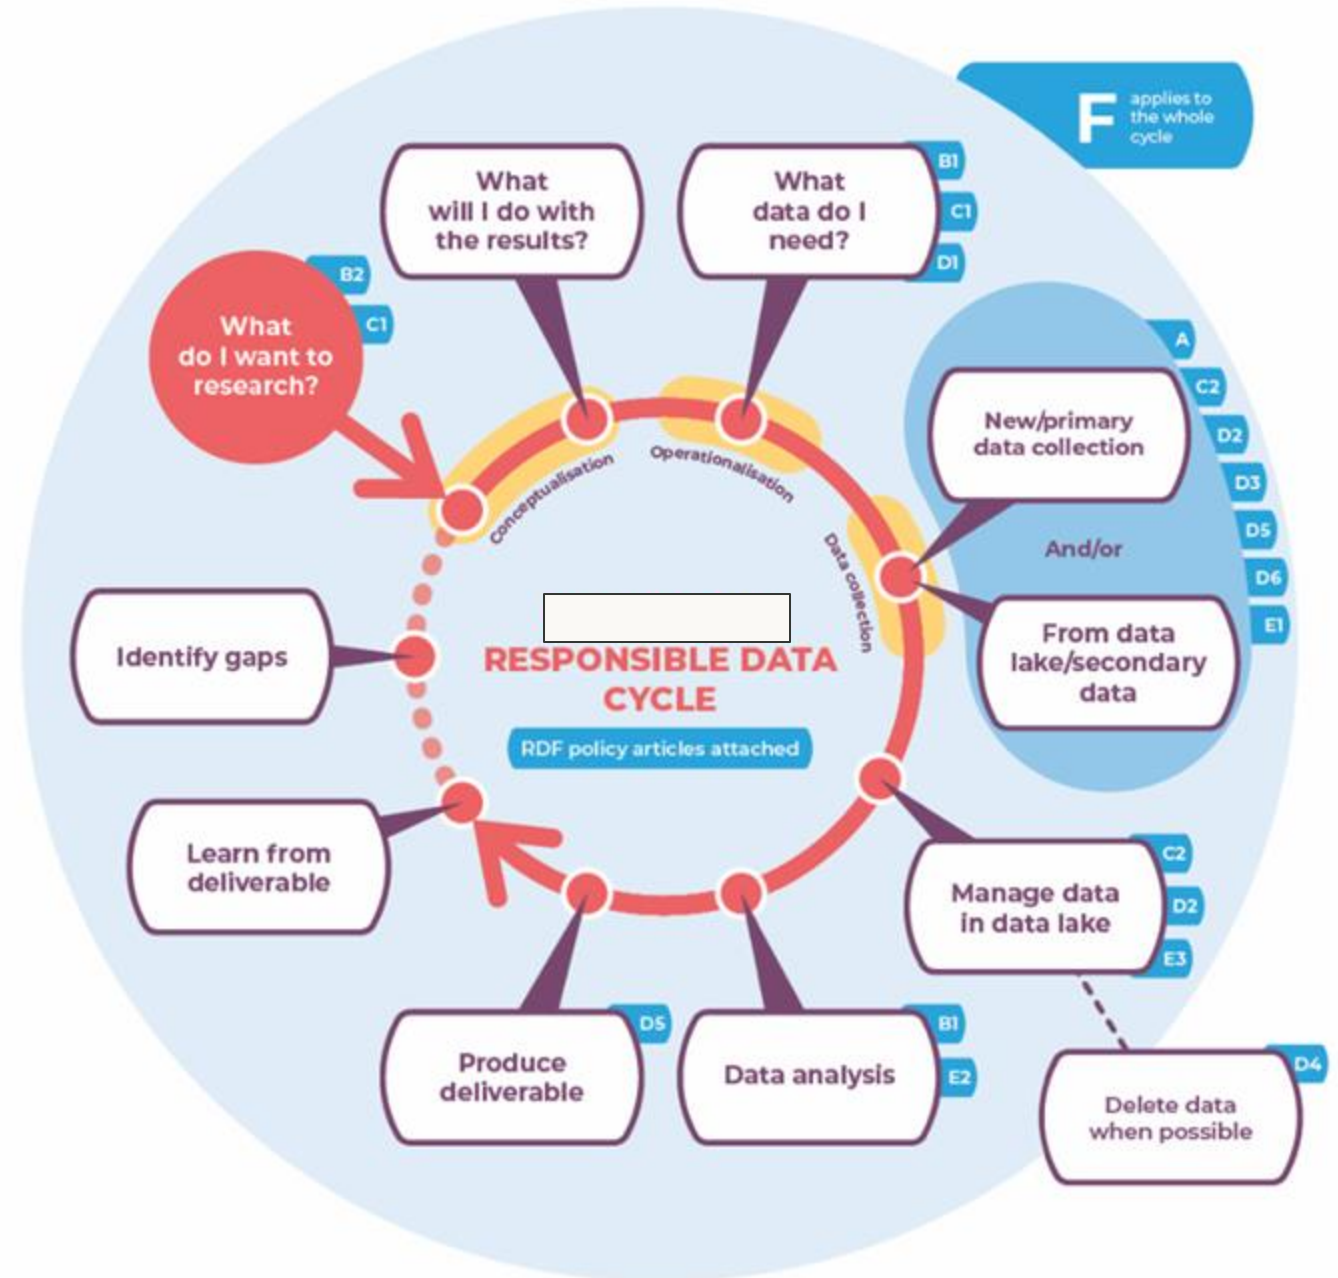 F
applies to
the whole
cycle
What
will I do with
the results?
What
data do I
need?
B1
C1
D1
What
do I want to
research?
B2
C1
A
C2
D2
D3
D5
D6
E1
New/primary
data collection
And/or
From data
lake/secondary
data
Conceptualisation
Operationalisation
Data collection
RESPONSIBLE DATA
CYCLE
RDF policy articles attached
Identify gaps
Learn from
deliverable
Manage data
in data lake
C2
D2
E3
Produce
deliverable
D5
Data analysis
B1
E2
Delete data
when possible
D4